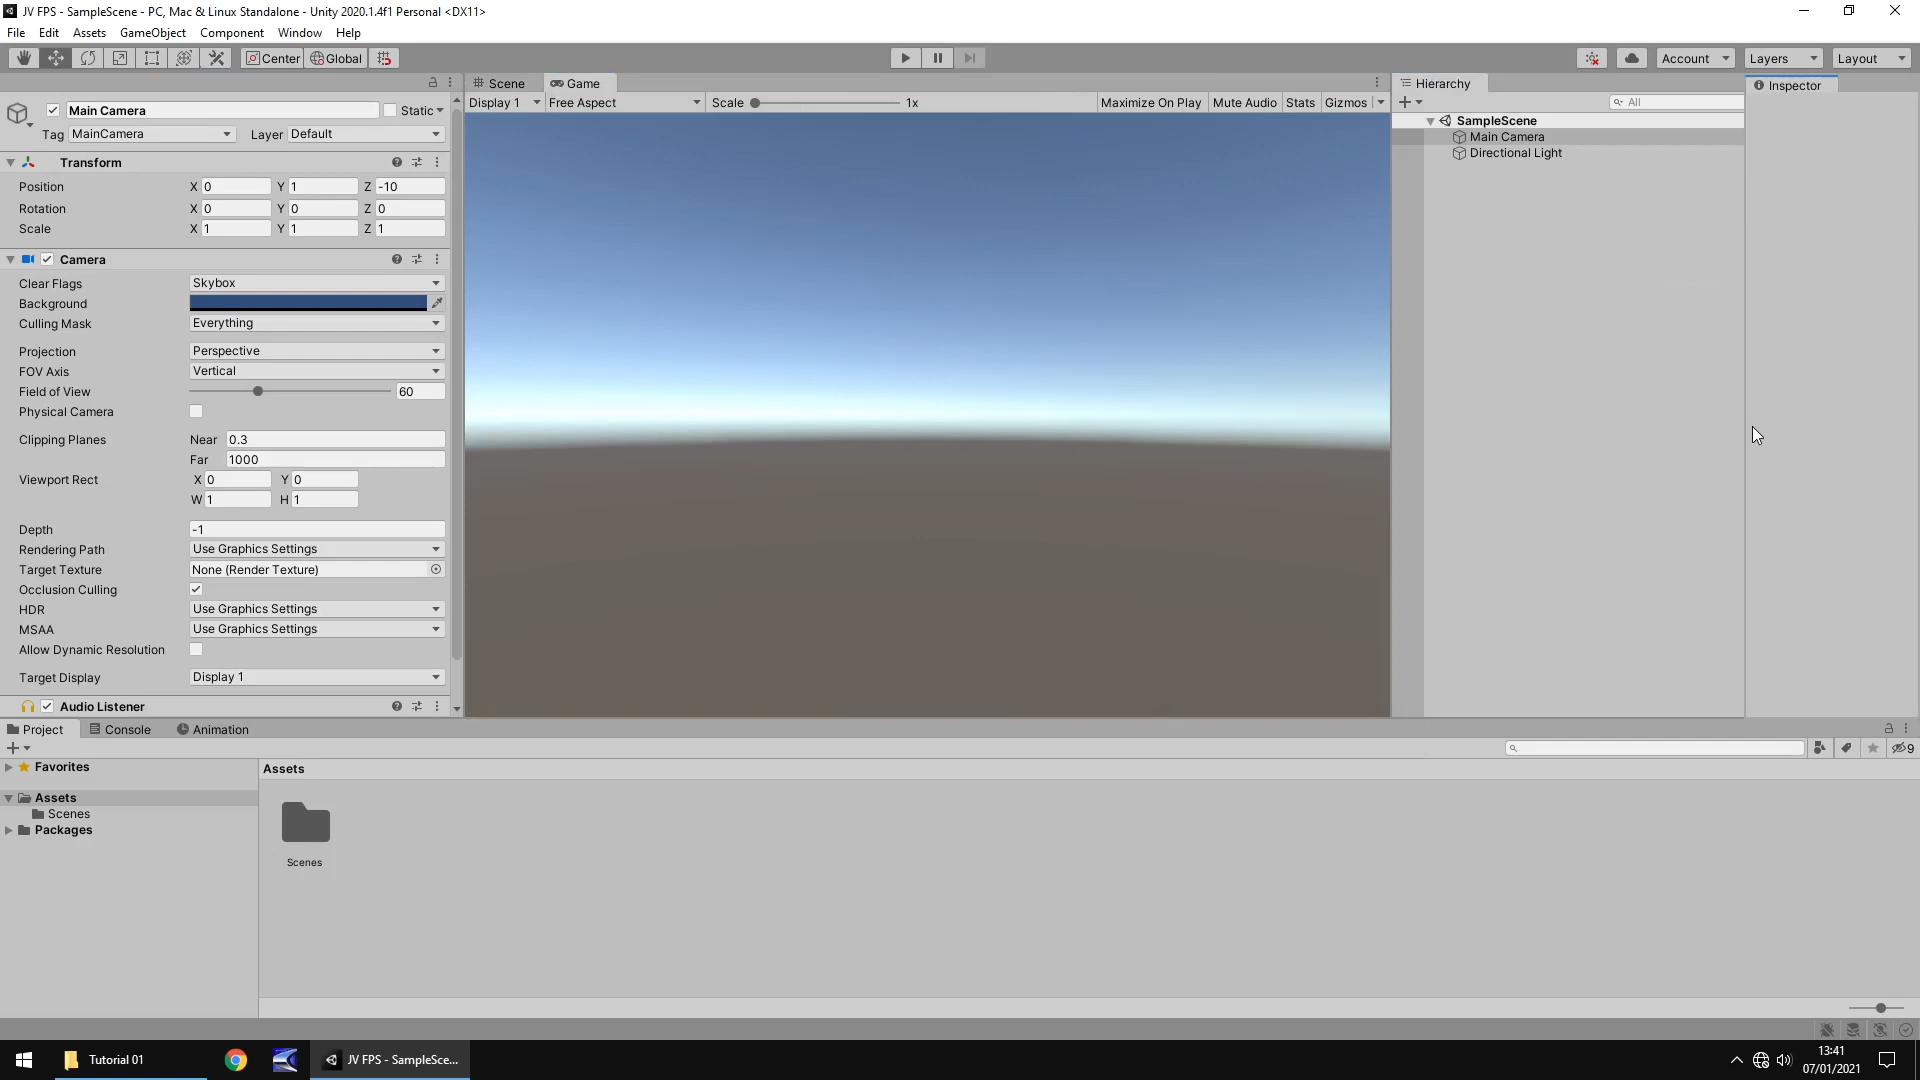 JV FPS - SampleScene - PC, Mac & Linux Standalone - Unity 2020.1.4f1 Personal <DX11>
File Edit Assets GameObject Component Window Help
Center Global Account Layers Layout
Main Camera Static
Tag MainCamera Layer Default
Transform
Position X 0 Y 1 Z -10
Rotation X 0 Y 0 Z 0
Scale X 1 Y 1 Z 1
Camera
Clear Flags Skybox
Background
Culling Mask Everything
Projection Perspective
FOV Axis Vertical
Field of View 60
Physical Camera
Clipping Planes Near 0.3
Far 1000
Viewport Rect X 0 Y 0
W 1 H 1
Depth -1
Rendering Path Use Graphics Settings
Target Texture None (Render Texture)
Occlusion Culling
HDR Use Graphics Settings
MSAA Use Graphics Settings
Allow Dynamic Resolution
Target Display Display 1
Audio Listener
Scene Game
Display 1 Free Aspect Scale 1x Maximize On Play Mute Audio Stats Gizmos
Hierarchy
All
SampleScene
Main Camera
Directional Light
Inspector
Project Console Animation
9
Favorites
Assets
Scenes
Packages
Assets
Scenes
Tutorial 01
JV FPS - SampleSce...
13:41
07/01/2021